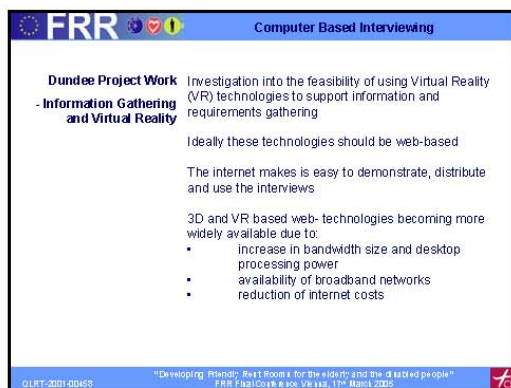 FRR
Computer Based Interviewing
Dundee Project Work
- Information Gathering
and Virtual Reality
Investigation into the feasibility of using Virtual Reality
(VR) technologies to support information and
requirements gathering
Ideally these technologies should be web-based
The internet makes is easy to demonstrate, distribute
and use the interviews
3D and VR based web- technologies becoming more
widely available due to:
• increase in bandwidth size and desktop
processing power
• availability of broadband networks
• reduction of internet costs
QLRT-2001-00458
"Developing Friendly Rest Rooms for the elderly and the disabled people"
FRR Final Conference Vienna, 17th March 2005